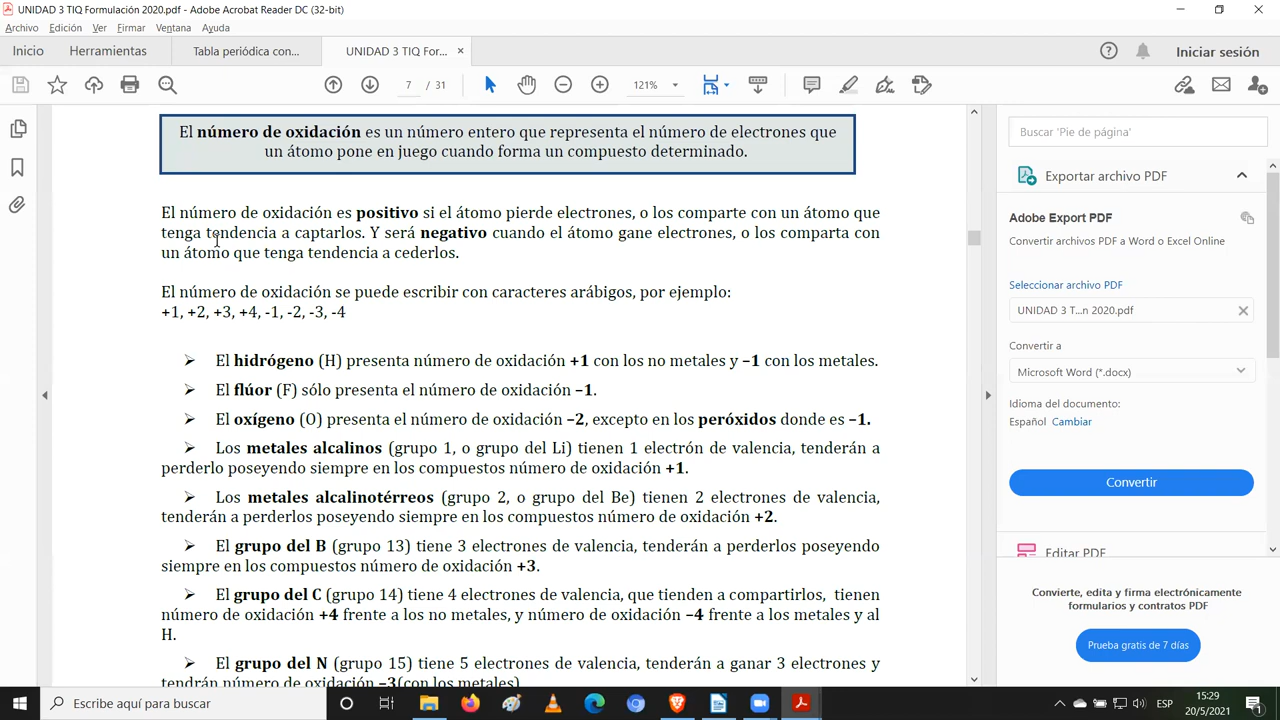 UNIDAD 3 TIQ Formulación 2020.pdf - Adobe Acrobat Reader DC (32-bit)
Archivo Edición Ver Firmar Ventana Ayuda
Inicio Herramientas Tabla periódica con... UNIDAD 3 TIQ For... × Iniciar sesión
7 / 31 121%
El número de oxidación es un número entero que representa el número de electrones que
un átomo pone en juego cuando forma un compuesto determinado.
El número de oxidación es positivo si el átomo pierde electrones, o los comparte con un átomo que
tenga tendencia a captarlos. Y será negativo cuando el átomo gane electrones, o los comparta con
un átomo que tenga tendencia a cederlos.
El número de oxidación se puede escribir con caracteres arábigos, por ejemplo:
+1, +2, +3, +4, -1, -2, -3, -4
➢ El hidrógeno (H) presenta número de oxidación +1 con los no metales y –1 con los metales.
➢ El flúor (F) sólo presenta el número de oxidación –1.
➢ El oxígeno (O) presenta el número de oxidación –2, excepto en los peróxidos donde es –1.
➢ Los metales alcalinos (grupo 1, o grupo del Li) tienen 1 electrón de valencia, tenderán a
perderlo poseyendo siempre en los compuestos número de oxidación +1.
➢ Los metales alcalinotérreos (grupo 2, o grupo del Be) tienen 2 electrones de valencia,
tenderán a perderlos poseyendo siempre en los compuestos número de oxidación +2.
➢ El grupo del B (grupo 13) tiene 3 electrones de valencia, tenderán a perderlos poseyendo
siempre en los compuestos número de oxidación +3.
➢ El grupo del C (grupo 14) tiene 4 electrones de valencia, que tienden a compartirlos, tienen
número de oxidación +4 frente a los no metales, y número de oxidación –4 frente a los metales y al
H.
➢ El grupo del N (grupo 15) tiene 5 electrones de valencia, tenderán a ganar 3 electrones y
tendrán número de oxidación –3(con los metales)
Buscar 'Pie de página'
Exportar archivo PDF
Adobe Export PDF
Convertir archivos PDF a Word o Excel Online
Seleccionar archivo PDF
UNIDAD 3 T...n 2020.pdf
Convertir a
Microsoft Word (*.docx)
Idioma del documento:
Español Cambiar
Convertir
Editar PDF
Convierte, edita y firma electrónicamente
formularios y contratos PDF
Prueba gratis de 7 días
Escribe aquí para buscar
ESP
15:29
20/5/2021
1